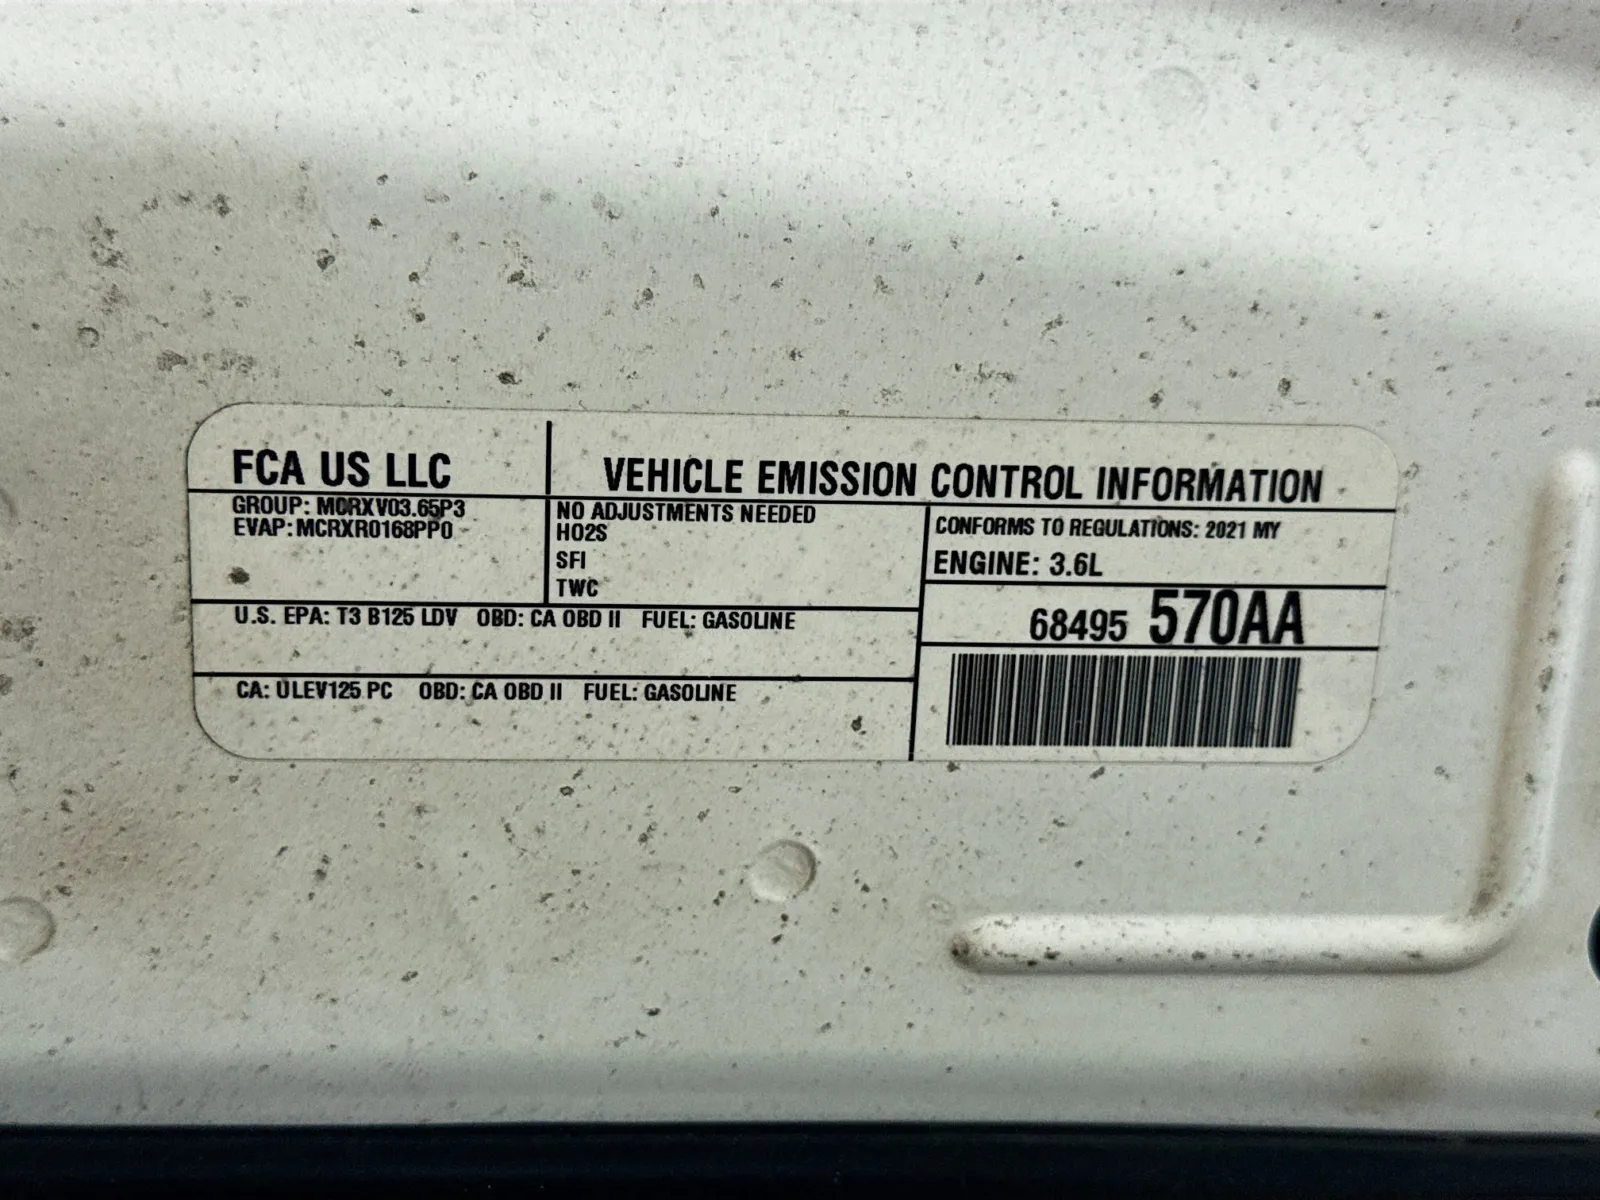 FCA US LLC
VEHICLE EMISSION CONTROL INFORMATION
GROUP: MCRXV03.65P3
EVAP: MCRXR0168PP0
NO ADJUSTMENTS NEEDED
HO2S
SFI
TWC
CONFORMS TO REGULATIONS: 2021 MY
ENGINE: 3.6L
U.S. EPA: T3 B125 LDV OBD: CA OBD II FUEL: GASOLINE
CA: ULEV125 PC OBD: CA OBD II FUEL: GASOLINE
68495 570AA